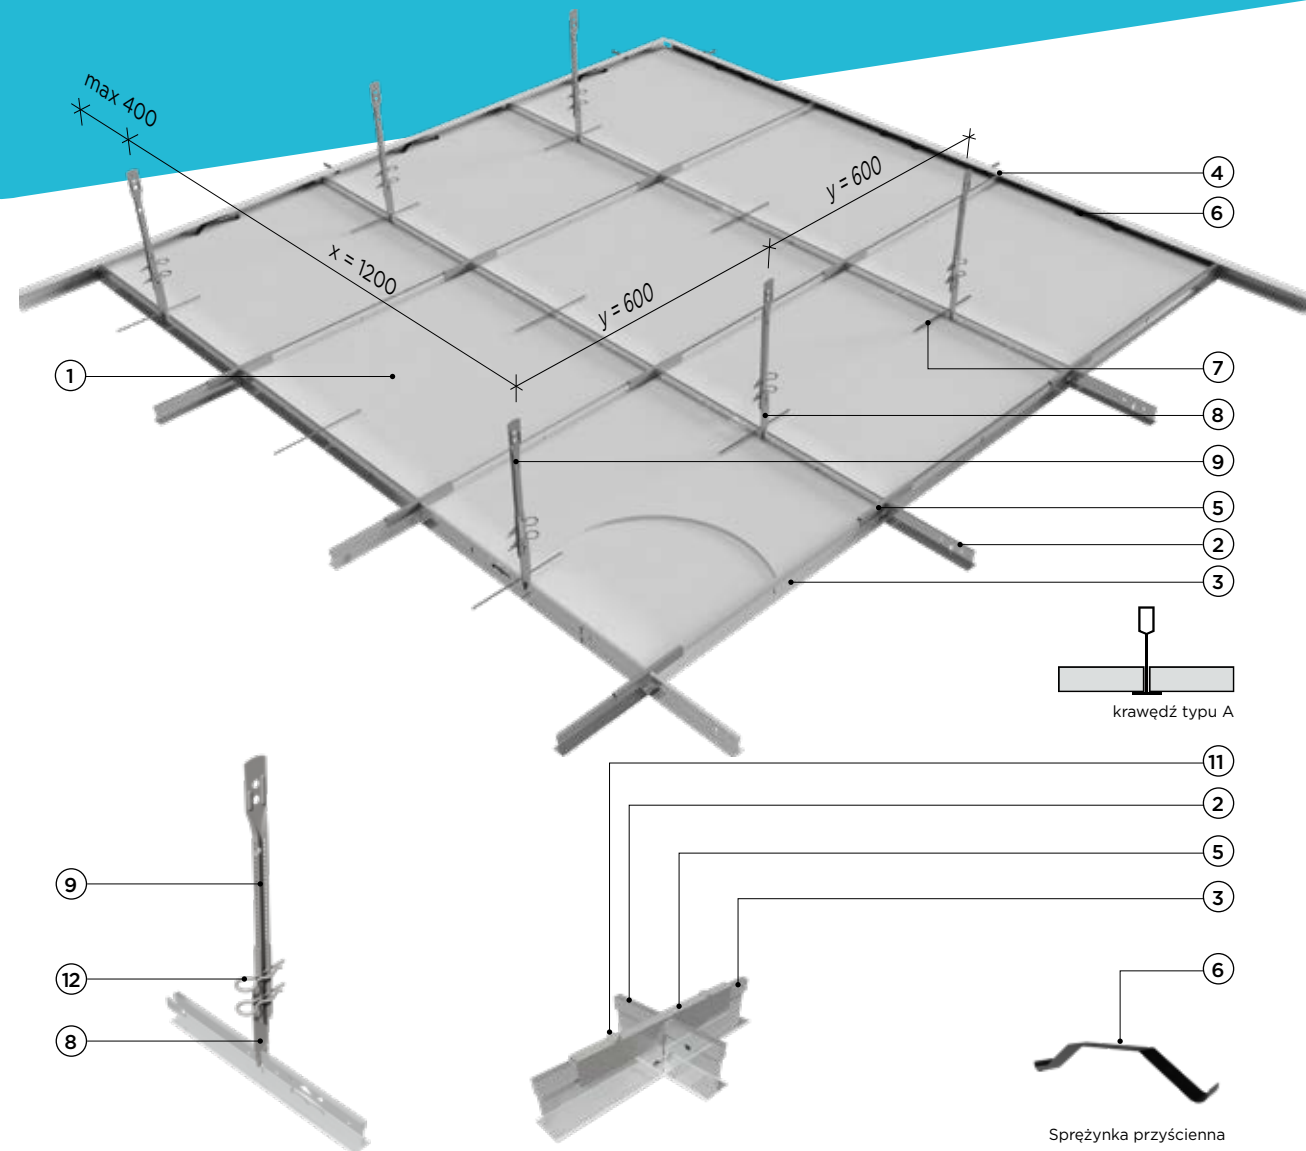 max 400
x = 1200
y = 600
y = 600
1
4
6
7
8
9
5
2
3
krawędź typu A
9
12
8
11
2
5
3
6
Sprężynka przyścienna